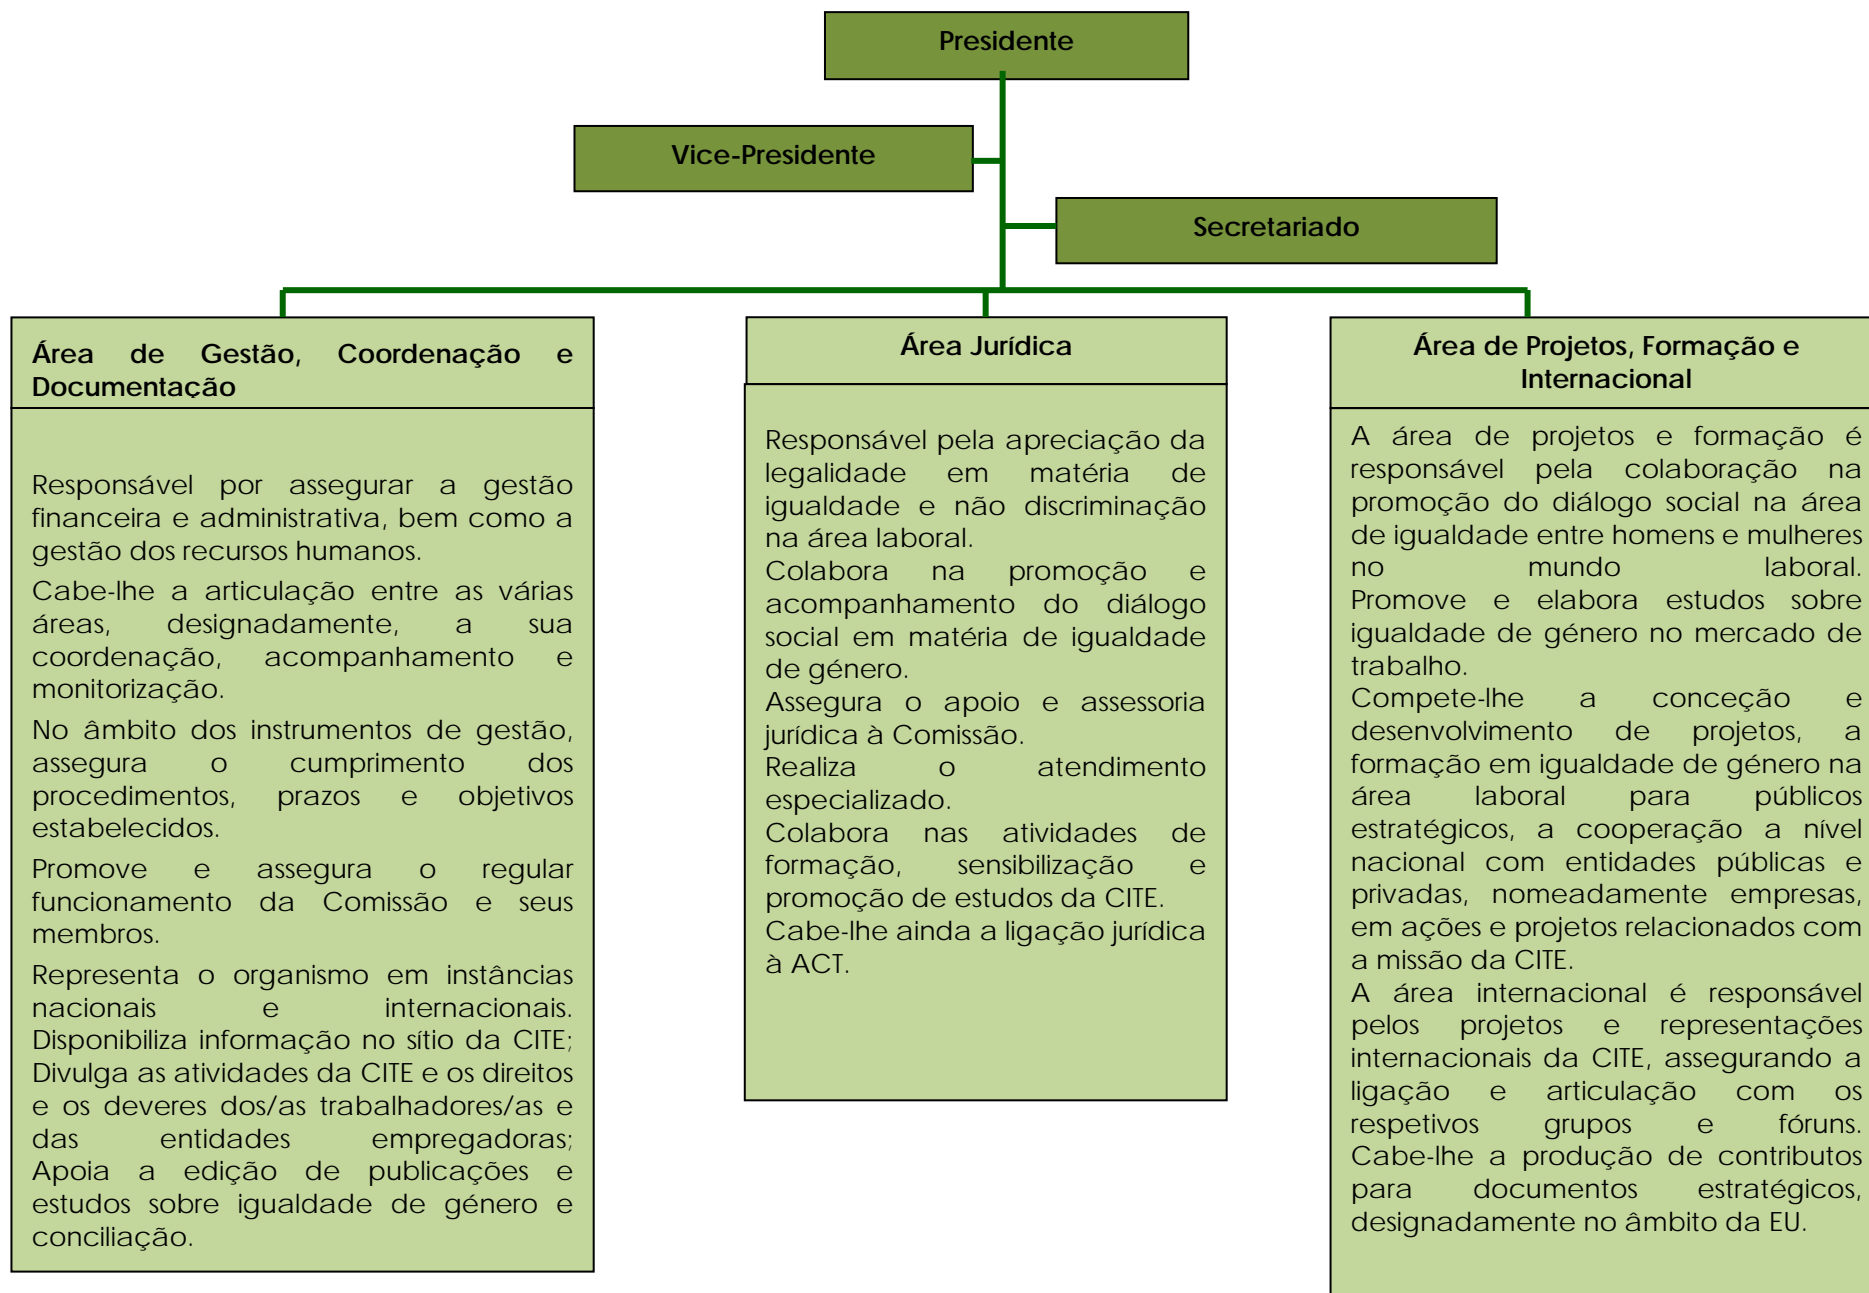 Presidente
Vice-Presidente
Secretariado
Área de Gestão, Coordenação e
Documentação
Responsável por assegurar a gestão
financeira e administrativa, bem como a
gestão dos recursos humanos.
Cabe-lhe a articulação entre as várias
áreas, designadamente, a sua
coordenação, acompanhamento e
monitorização.
No âmbito dos instrumentos de gestão,
assegura o cumprimento dos
procedimentos, prazos e objetivos
estabelecidos.
Promove e assegura o regular
funcionamento da Comissão e seus
membros.
Representa o organismo em instâncias
nacionais e internacionais.
Disponibiliza informação no sítio da CITE;
Divulga as atividades da CITE e os direitos
e os deveres dos/as trabalhadores/as e
das entidades empregadoras;
Apoia a edição de publicações e
estudos sobre igualdade de género e
conciliação.
Área Jurídica
Responsável pela apreciação da
legalidade em matéria de
igualdade e não discriminação
na área laboral.
Colabora na promoção e
acompanhamento do diálogo
social em matéria de igualdade
de género.
Assegura o apoio e assessoria
jurídica à Comissão.
Realiza o atendimento
especializado.
Colabora nas atividades de
formação, sensibilização e
promoção de estudos da CITE.
Cabe-lhe ainda a ligação jurídica
à ACT.
Área de Projetos, Formação e
Internacional
A área de projetos e formação é
responsável pela colaboração na
promoção do diálogo social na área
de igualdade entre homens e mulheres
no mundo laboral.
Promove e elabora estudos sobre
igualdade de género no mercado de
trabalho.
Compete-lhe a conceção e
desenvolvimento de projetos, a
formação em igualdade de género na
área laboral para públicos
estratégicos, a cooperação a nível
nacional com entidades públicas e
privadas, nomeadamente empresas,
em ações e projetos relacionados com
a missão da CITE.
A área internacional é responsável
pelos projetos e representações
internacionais da CITE, assegurando a
ligação e articulação com os
respetivos grupos e fóruns.
Cabe-lhe a produção de contributos
para documentos estratégicos,
designadamente no âmbito da EU.